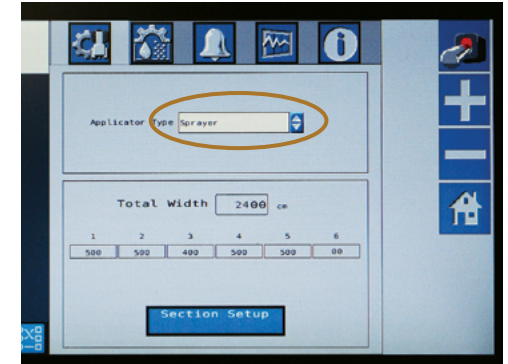 Applicator Type Sprayer
Total Width 2400 cm
1 2 3 4 5 6
500 500 400 500 500 00
Section Setup